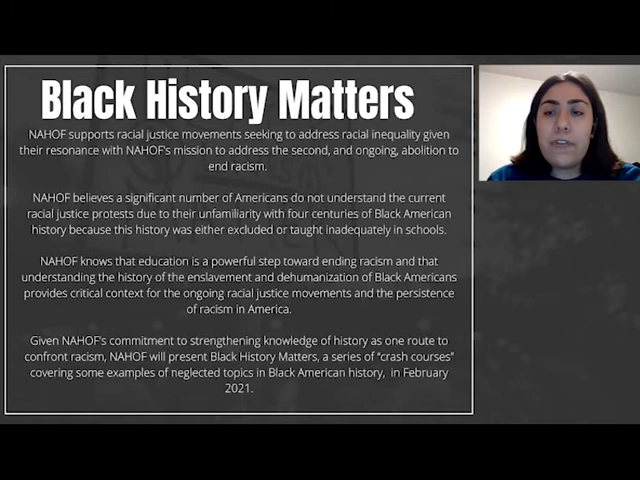 Black History Matters
NAHOF supports racial justice movements seeking to address racial inequality given
their resonance with NAHOF's mission to address the second, and ongoing, abolition to
end racism.
NAHOF believes a significant number of Americans do not understand the current
racial justice protests due to their unfamiliarity with four centuries of Black American
history because this history was either excluded or taught inadequately in schools.
NAHOF knows that education is a powerful step toward ending racism and that
understanding the history of the enslavement and dehumanization of Black Americans
provides critical context for the ongoing racial justice movements and the persistence
of racism in America.
Given NAHOF's commitment to strengthening knowledge of history as one route to
confront racism, NAHOF will present Black History Matters, a series of “crash courses”
covering some examples of neglected topics in Black American history,  in February
2021.